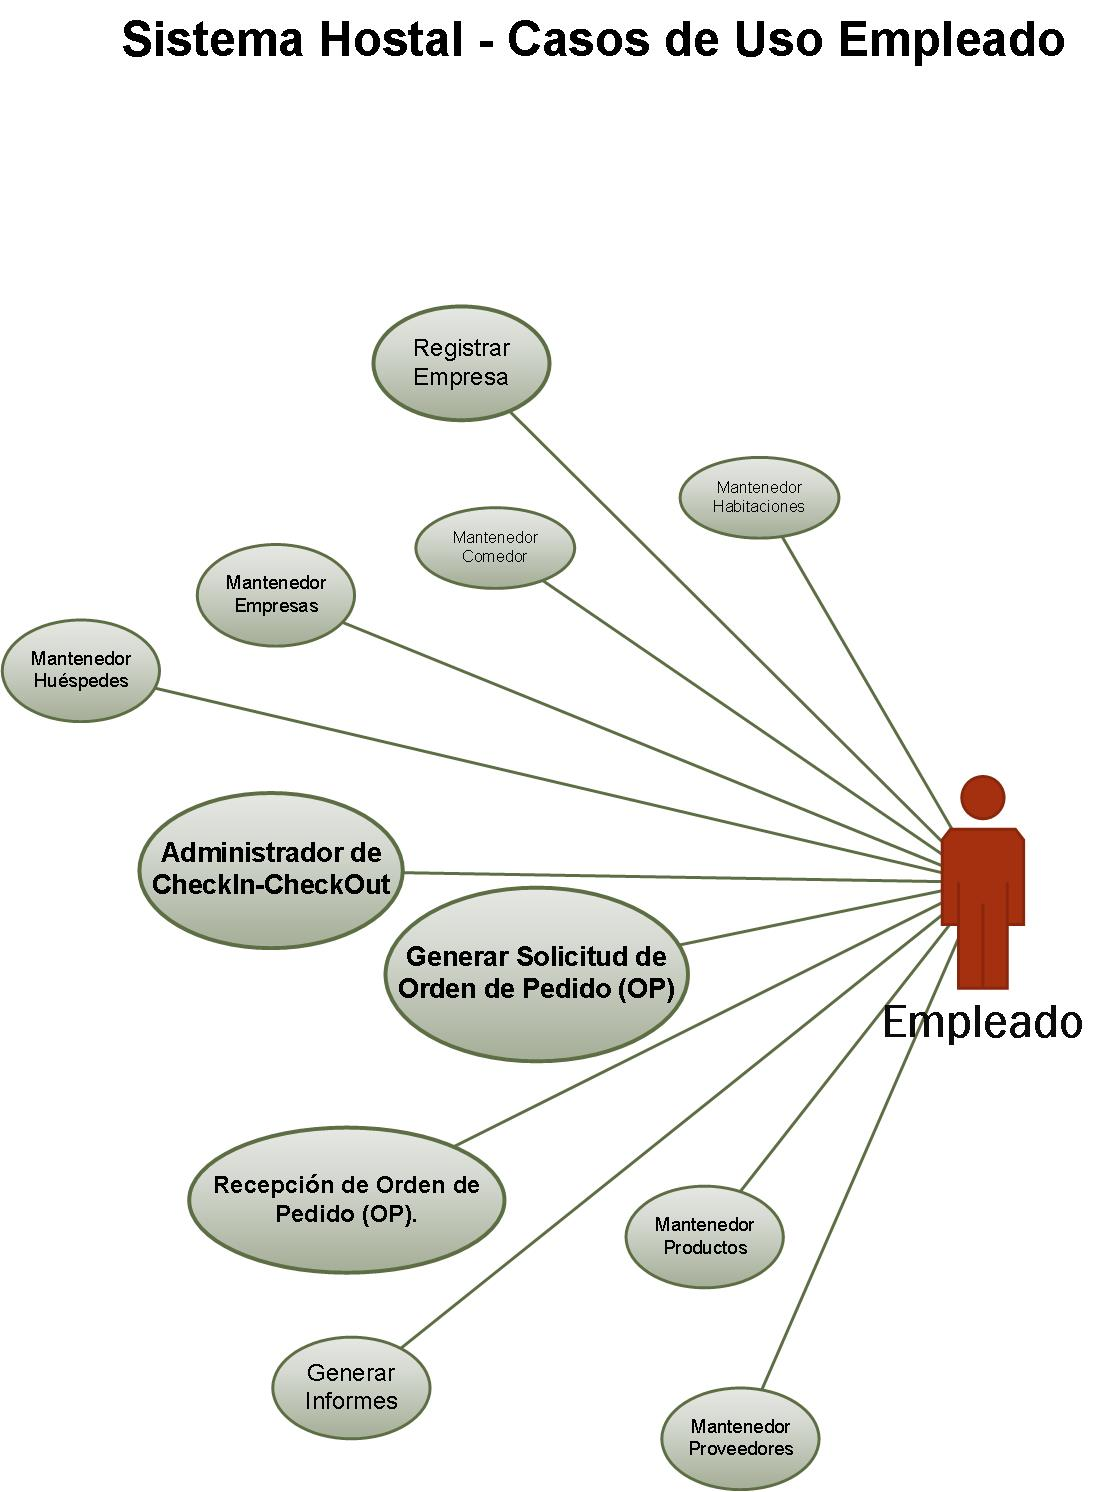 Sistema Hostal - Casos de Uso Empleado
Registrar
Empresa
Mantenedor
Habitaciones
Mantenedor
Comedor
Mantenedor
Empresas
Mantenedor
Huéspedes
Administrador de
CheckIn-CheckOut
Generar Solicitud de
Orden de Pedido (OP)
Empleado
Recepción de Orden de
Pedido (OP).
Mantenedor
Productos
Generar
Informes
Mantenedor
Proveedores